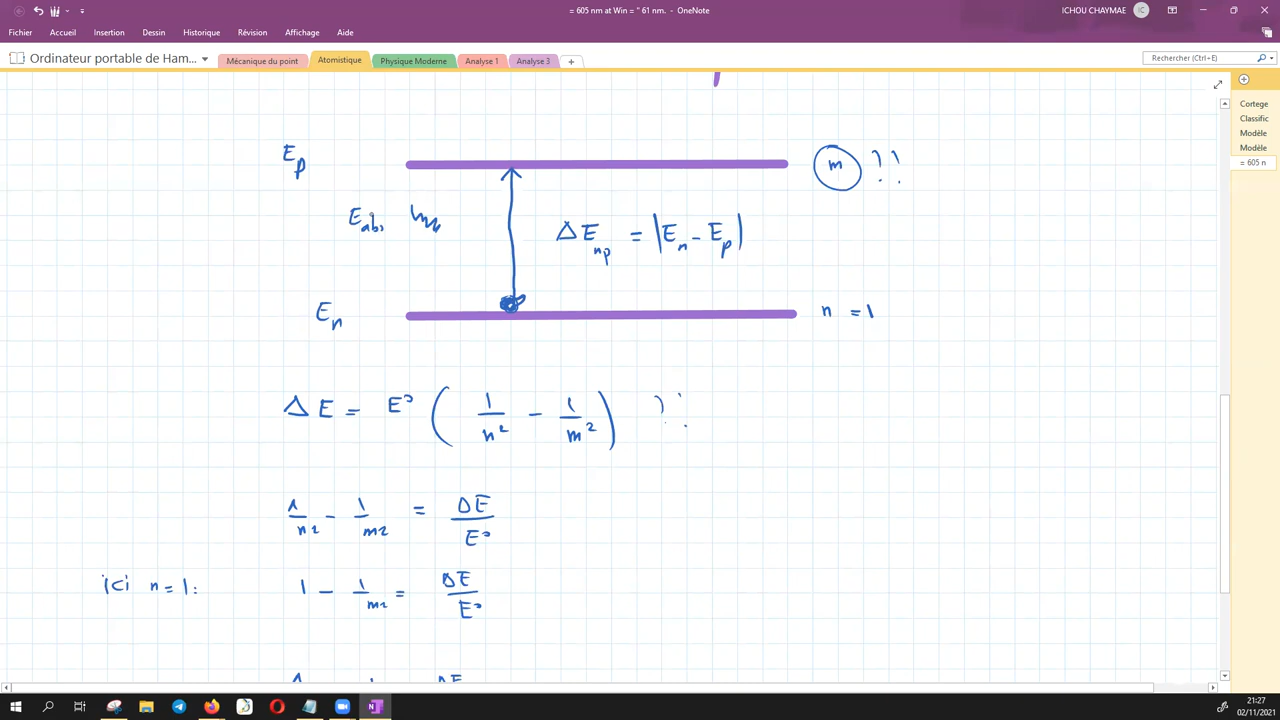 = 605 nm at Win = " 61 nm. - OneNote
ICHOU CHAYMAE IC
Fichier Accueil Insertion Dessin Historique Révision Affichage Aide
Ordinateur portable de Ham... Mécanique du point Atomistique Physique Moderne Analyse 1 Analyse 3
Rechercher (Ctrl+E)
Cortege
Classific
Modèle
Modèle
= 605 n
Ep m ??
Eabs ΔEnp = |En - Ep|
En n = 1
ΔE = E° ( 1/n² - 1/m² ) ??
1/n² - 1/m² = ΔE/E°
ici n = 1 : 1 - 1/m² = ΔE/E°
ΔE
21:27
02/11/2021